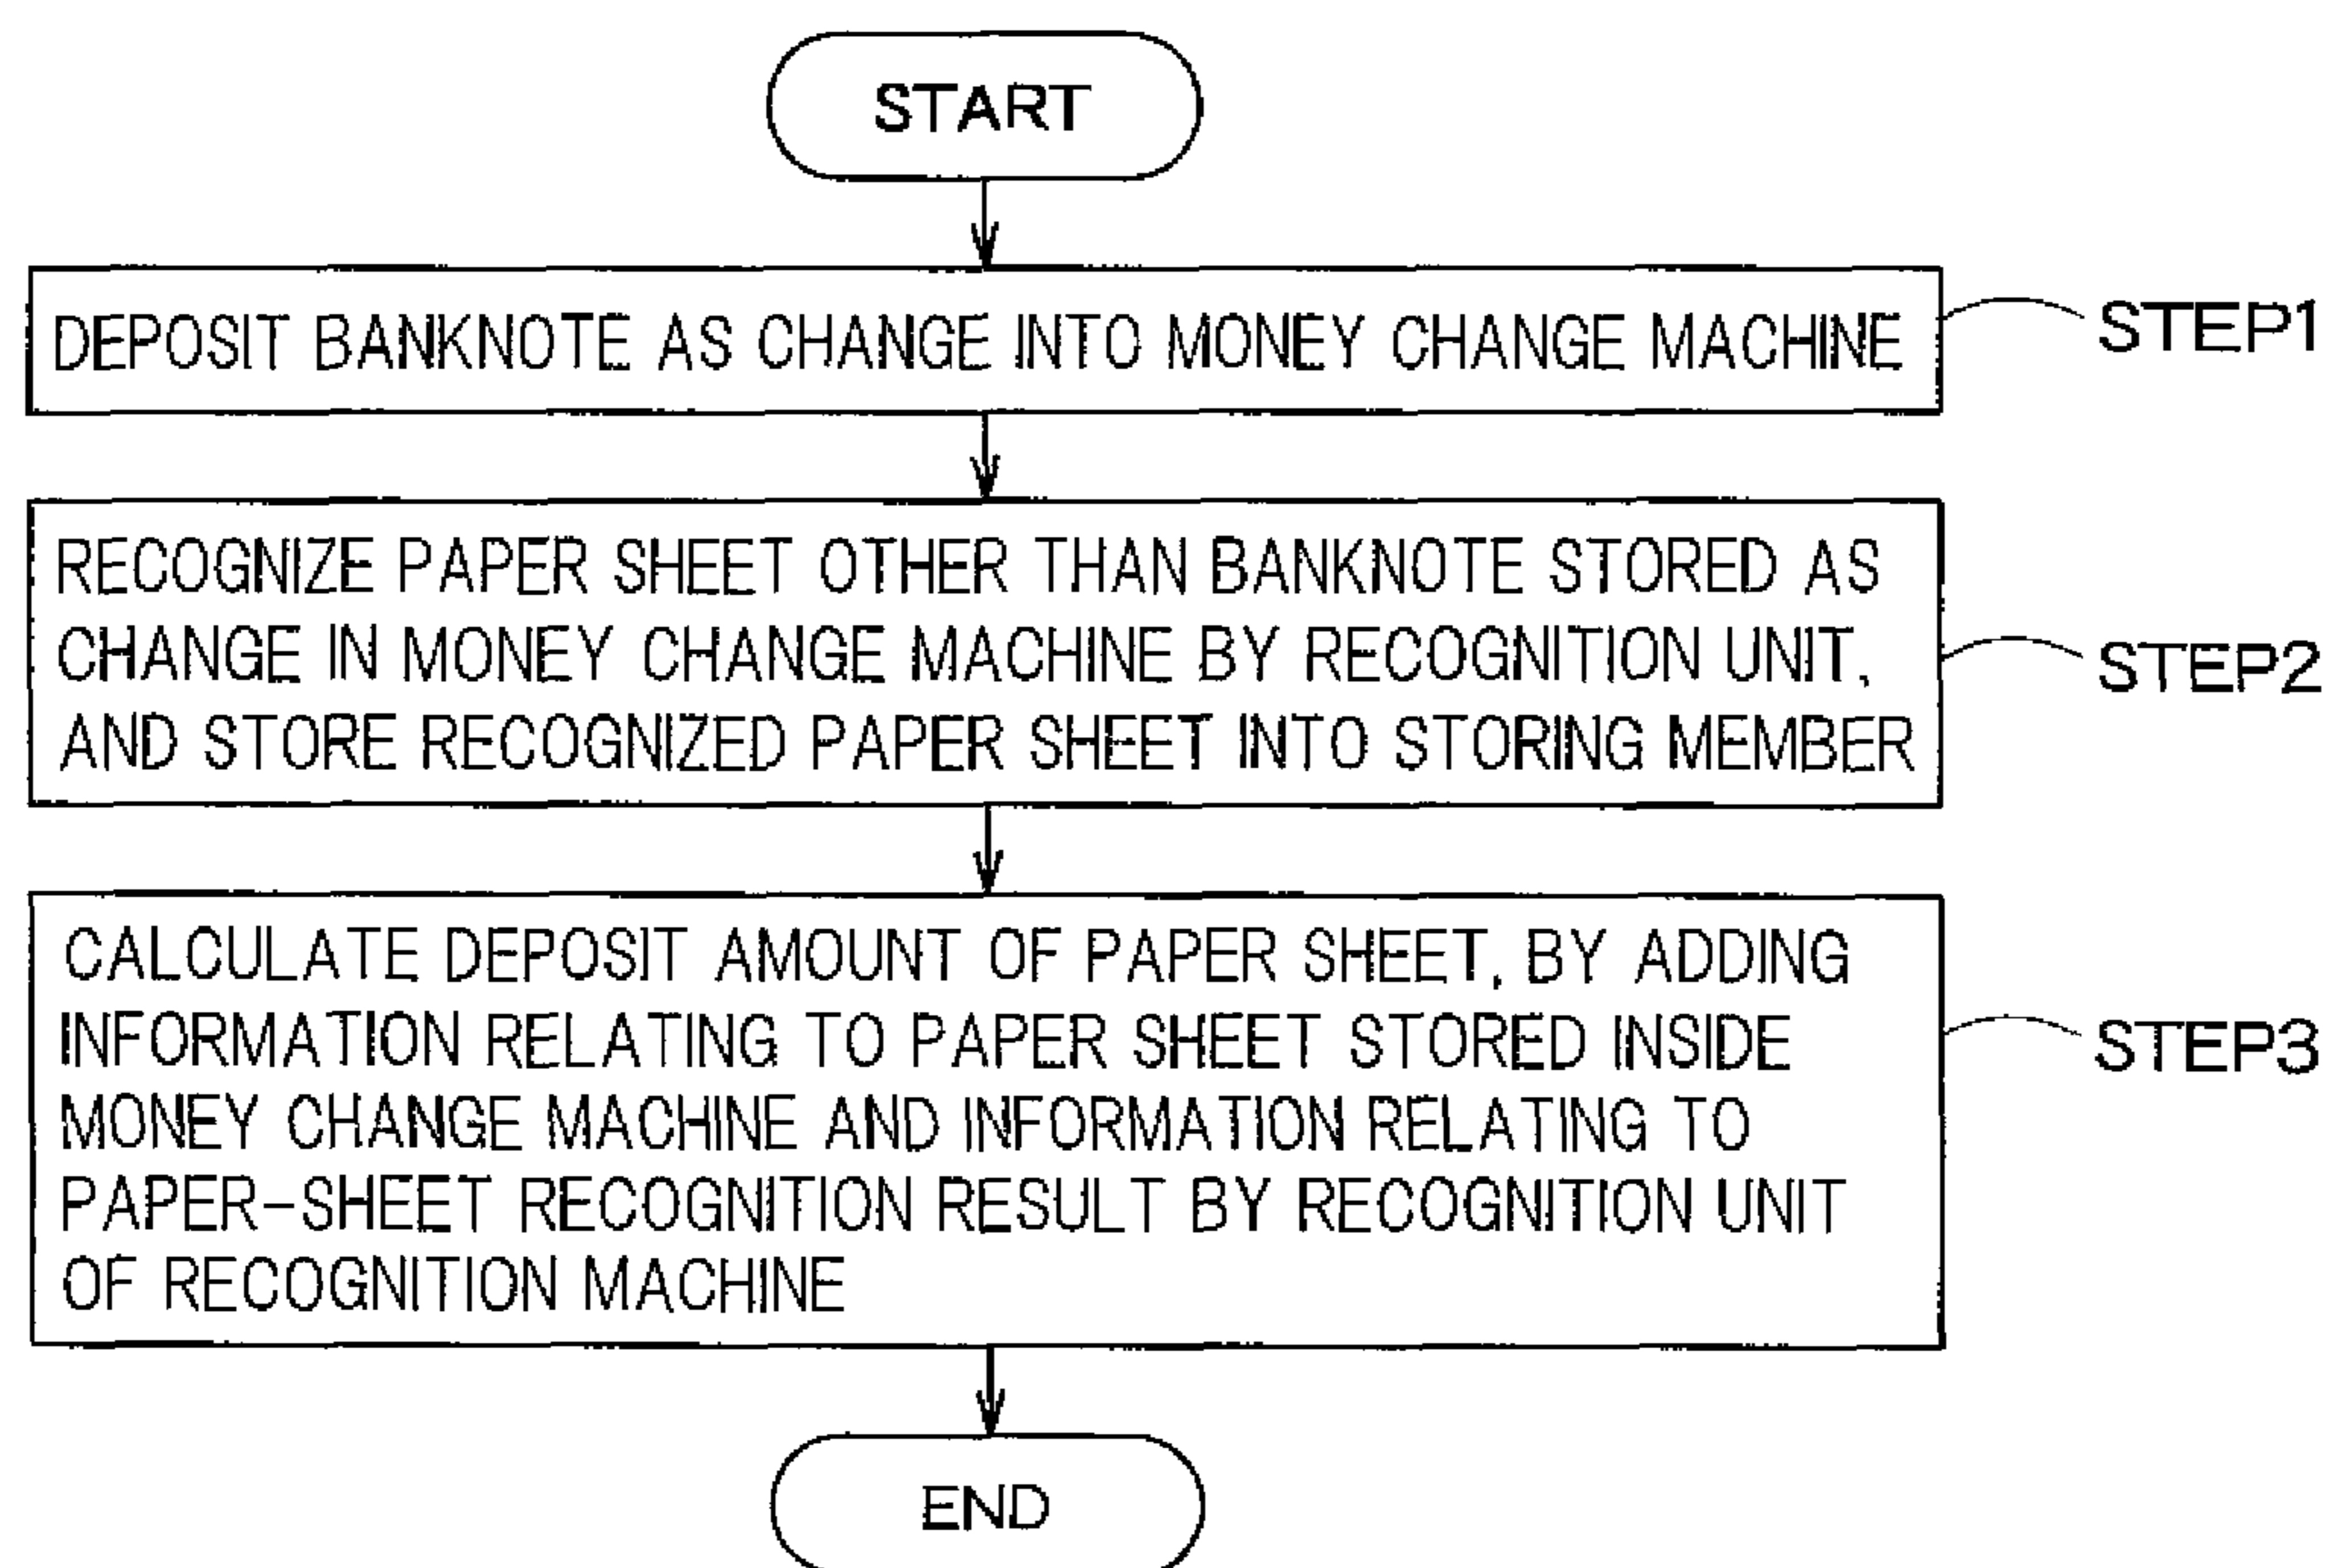 START
DEPOSIT BANKNOTE AS CHANGE INTO MONEY CHANGE MACHINE
STEP1
RECOGNIZE PAPER SHEET OTHER THAN BANKNOTE STORED AS
CHANGE IN MONEY CHANGE MACHINE BY RECOGNITION UNIT,
AND STORE RECOGNIZED PAPER SHEET INTO STORING MEMBER
STEP2
CALCULATE DEPOSIT AMOUNT OF PAPER SHEET, BY ADDING
INFORMATION RELATING TO PAPER SHEET STORED INSIDE
MONEY CHANGE MACHINE AND INFORMATION RELATING TO
PAPER-SHEET RECOGNITION RESULT BY RECOGNITION UNIT
OF RECOGNITION MACHINE
STEP3
END